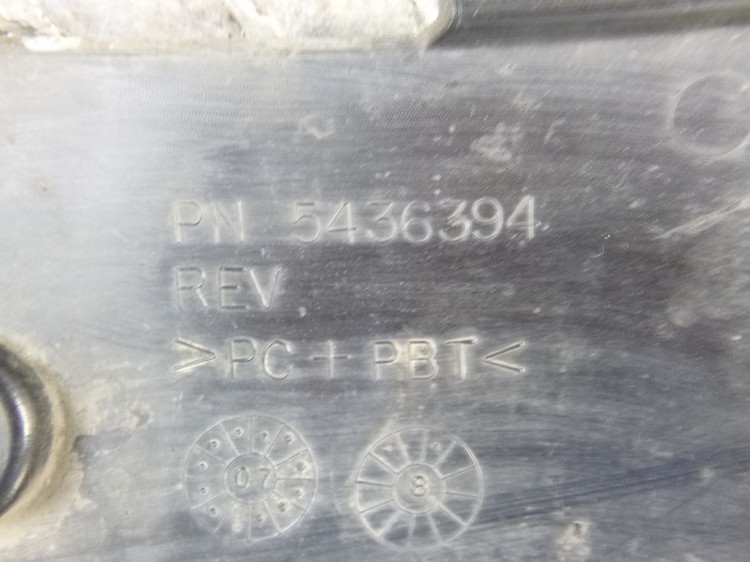 PN 5436394
REV
>PC+PBT<
07 8